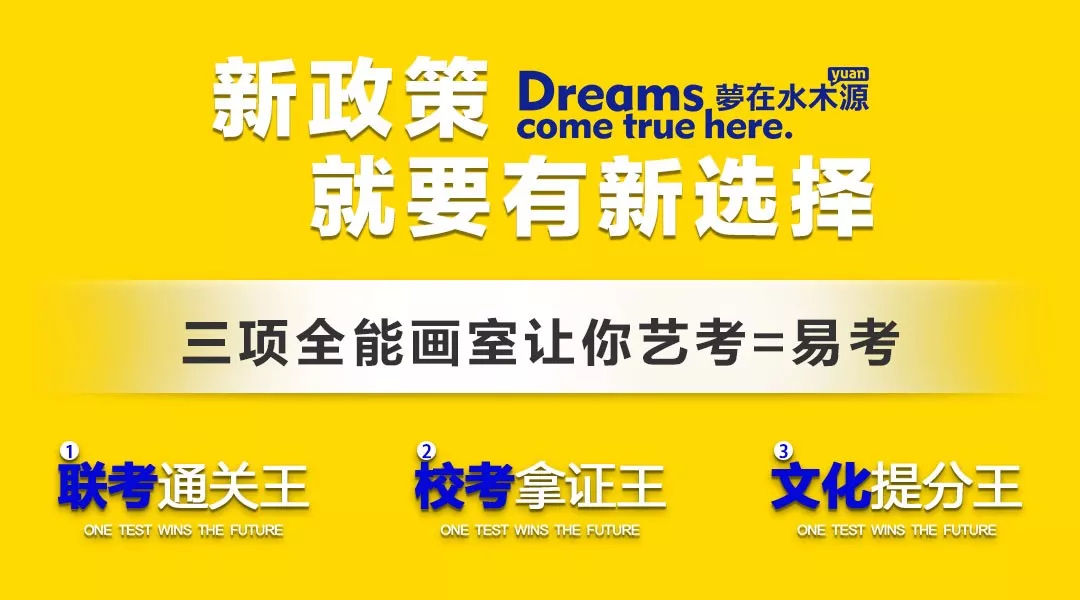 新政策
Dreams 夢在水木源
yuan
come true here.
就要有新选择
三项全能画室让你艺考=易考
1
联考通关王
ONE TEST WINS THE FUTURE
2
校考拿证王
ONE TEST WINS THE FUTURE
3
文化提分王
ONE TEST WINS THE FUTURE